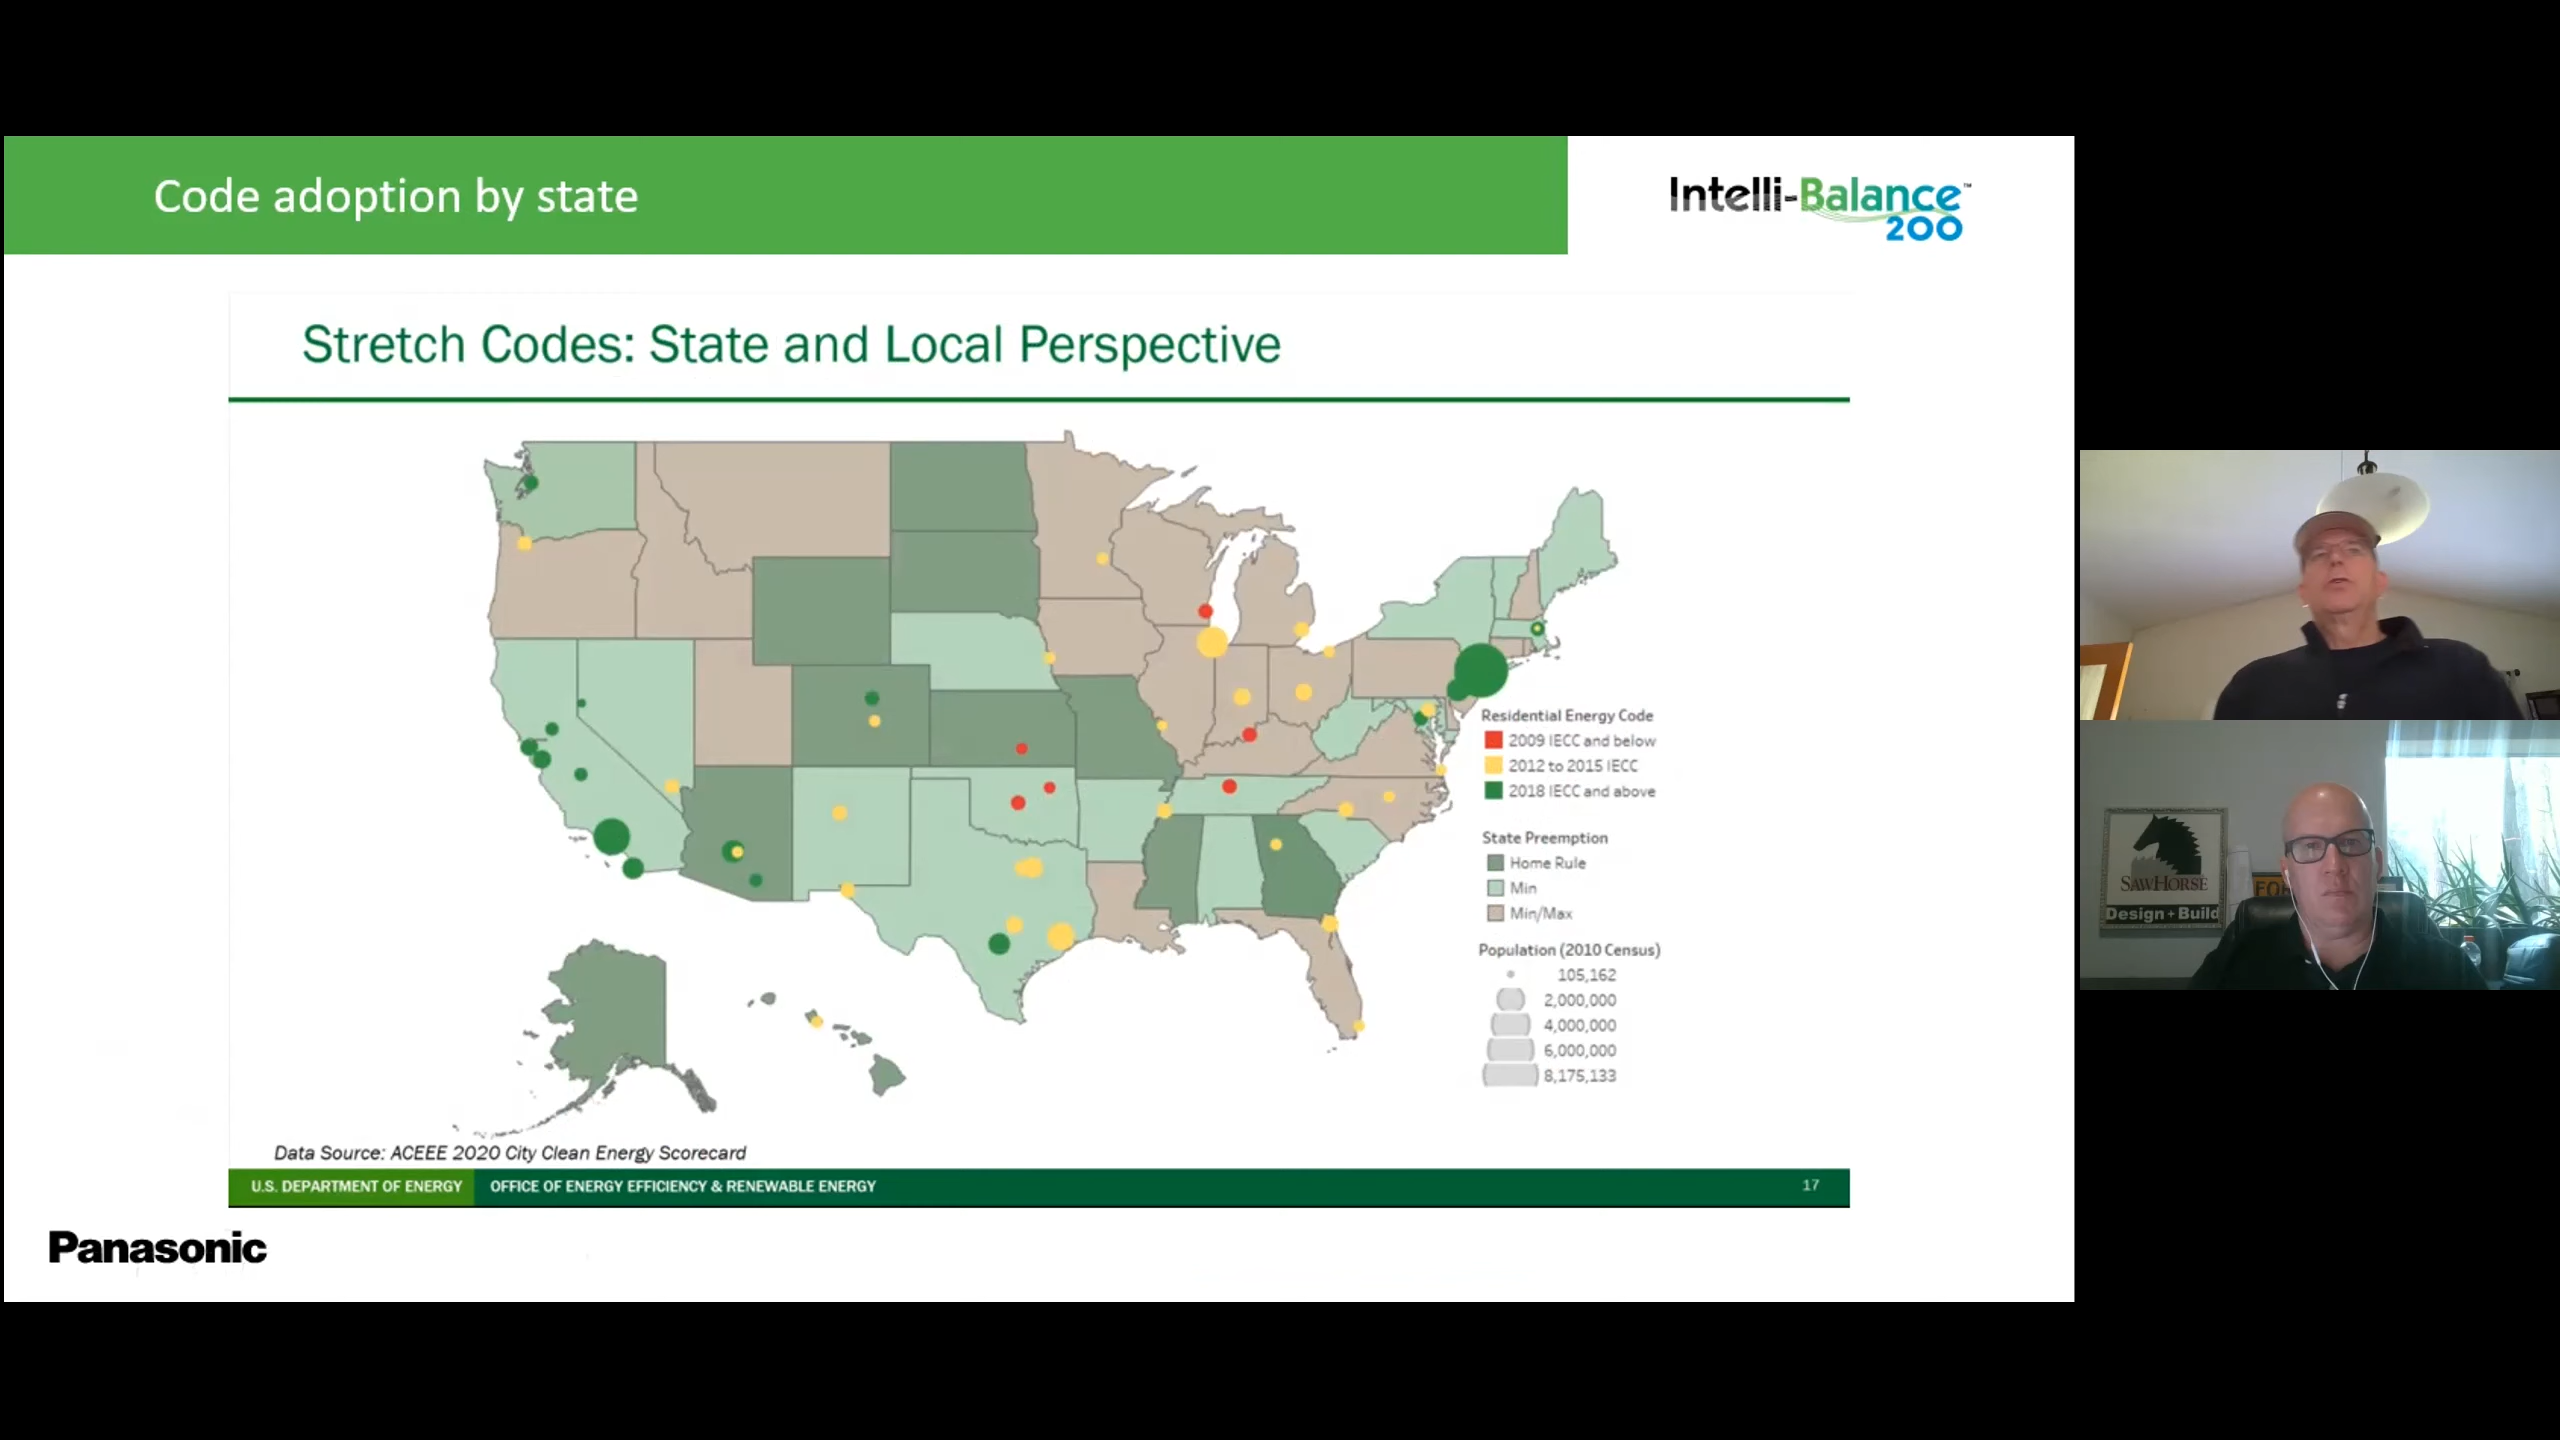 Code adoption by state
Intelli-Balance™
200
Stretch Codes: State and Local Perspective
Residential Energy Code
2009 IECC and below
2012 to 2015 IECC
2018 IECC and above
State Preemption
Home Rule
Min
Min/Max
Population (2010 Census)
105,162
2,000,000
4,000,000
6,000,000
8,175,133
Data Source: ACEEE 2020 City Clean Energy Scorecard
U.S. DEPARTMENT OF ENERGY
OFFICE OF ENERGY EFFICIENCY & RENEWABLE ENERGY
17
Panasonic
SAWHORSE
Design + Build